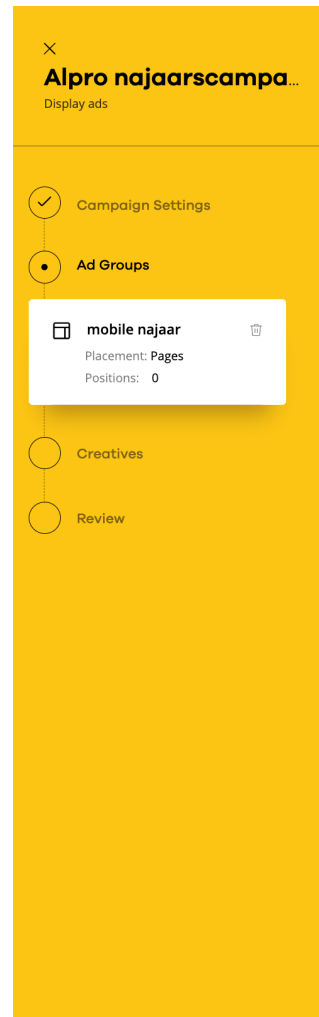 Alpro najaarscampa...
Display ads
Campaign Settings
Ad Groups
mobile najaar
Placement: Pages
Positions: 0
Creatives
Review